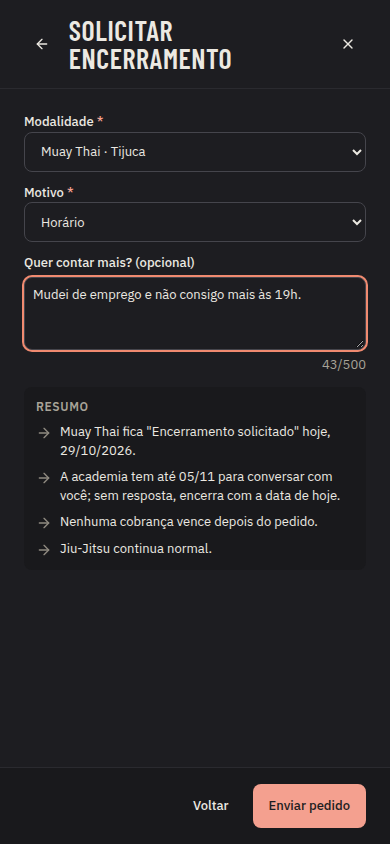 SOLICITAR
ENCERRAMENTO
Modalidade *
Muay Thai · Tijuca
Motivo *
Horário
Quer contar mais? (opcional)
Mudei de emprego e não consigo mais às 19h.
43/500
RESUMO
Muay Thai fica "Encerramento solicitado" hoje,
29/10/2026.
A academia tem até 05/11 para conversar com
você; sem resposta, encerra com a data de hoje.
Nenhuma cobrança vence depois do pedido.
Jiu-Jitsu continua normal.
Voltar
Enviar pedido